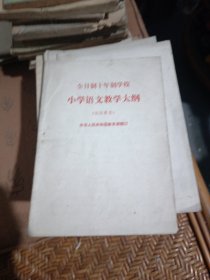 全日制十年制学校
小学语文教学大纲
(试行草案)
中华人民共和国教育部制订